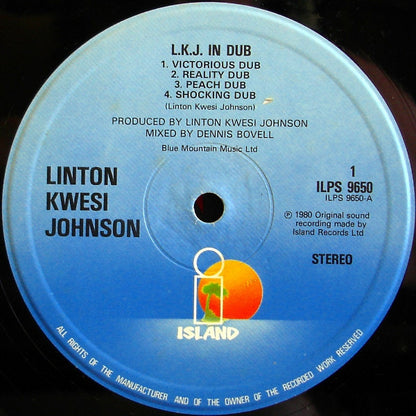 L.K.J. IN DUB
1. VICTORIOUS DUB
2. REALITY DUB
3. PEACH DUB
4. SHOCKING DUB
(Linton Kwesi Johnson)
PRODUCED BY LINTON KWESI JOHNSON
MIXED BY DENNIS BOVELL
Blue Mountain Music Ltd
LINTON
KWESI
JOHNSON
1
ILPS 9650
ILPS 9650-A
℗ 1980 Original sound
recording made by
Island Records Ltd
STEREO
ISLAND
ALL RIGHTS OF THE MANUFACTURER AND OF THE OWNER OF THE RECORDED WORK RESERVED